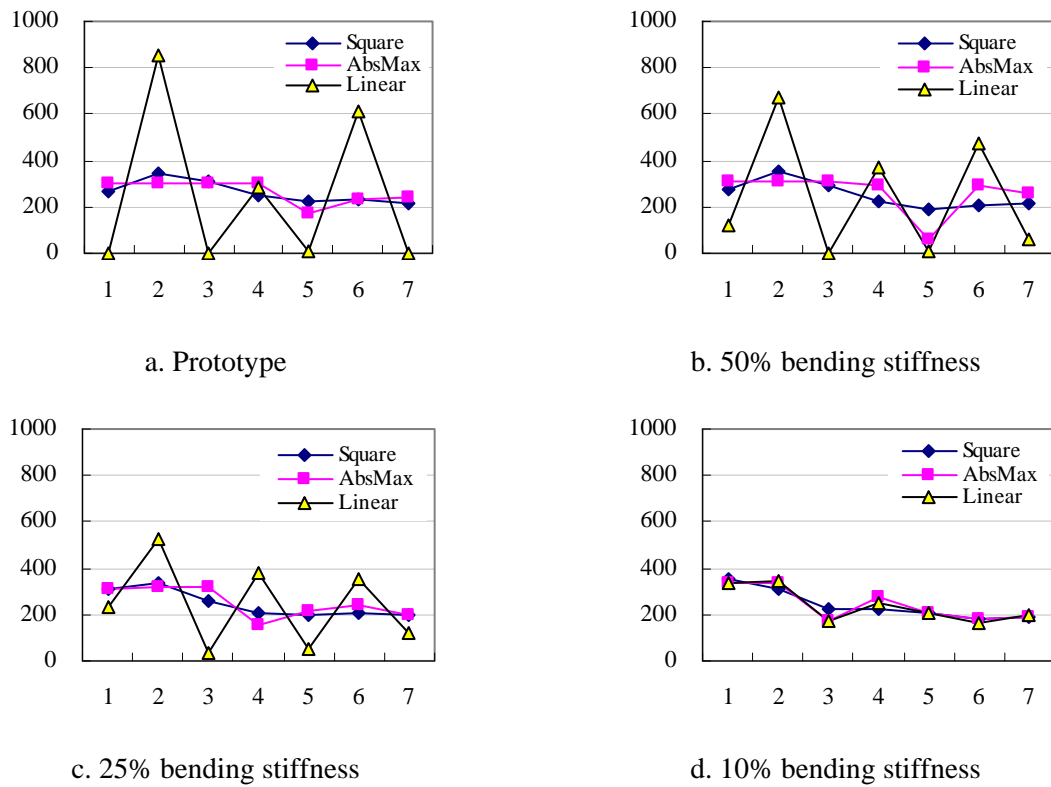 1000
800
600
400
200
0
Square
AbsMax
Linear
1 2 3 4 5 6 7
a. Prototype
1000
800
600
400
200
0
Square
AbsMax
Linear
1 2 3 4 5 6 7
b. 50% bending stiffness
1000
800
600
400
200
0
Square
AbsMax
Linear
1 2 3 4 5 6 7
c. 25% bending stiffness
1000
800
600
400
200
0
Square
AbsMax
Linear
1 2 3 4 5 6 7
d. 10% bending stiffness